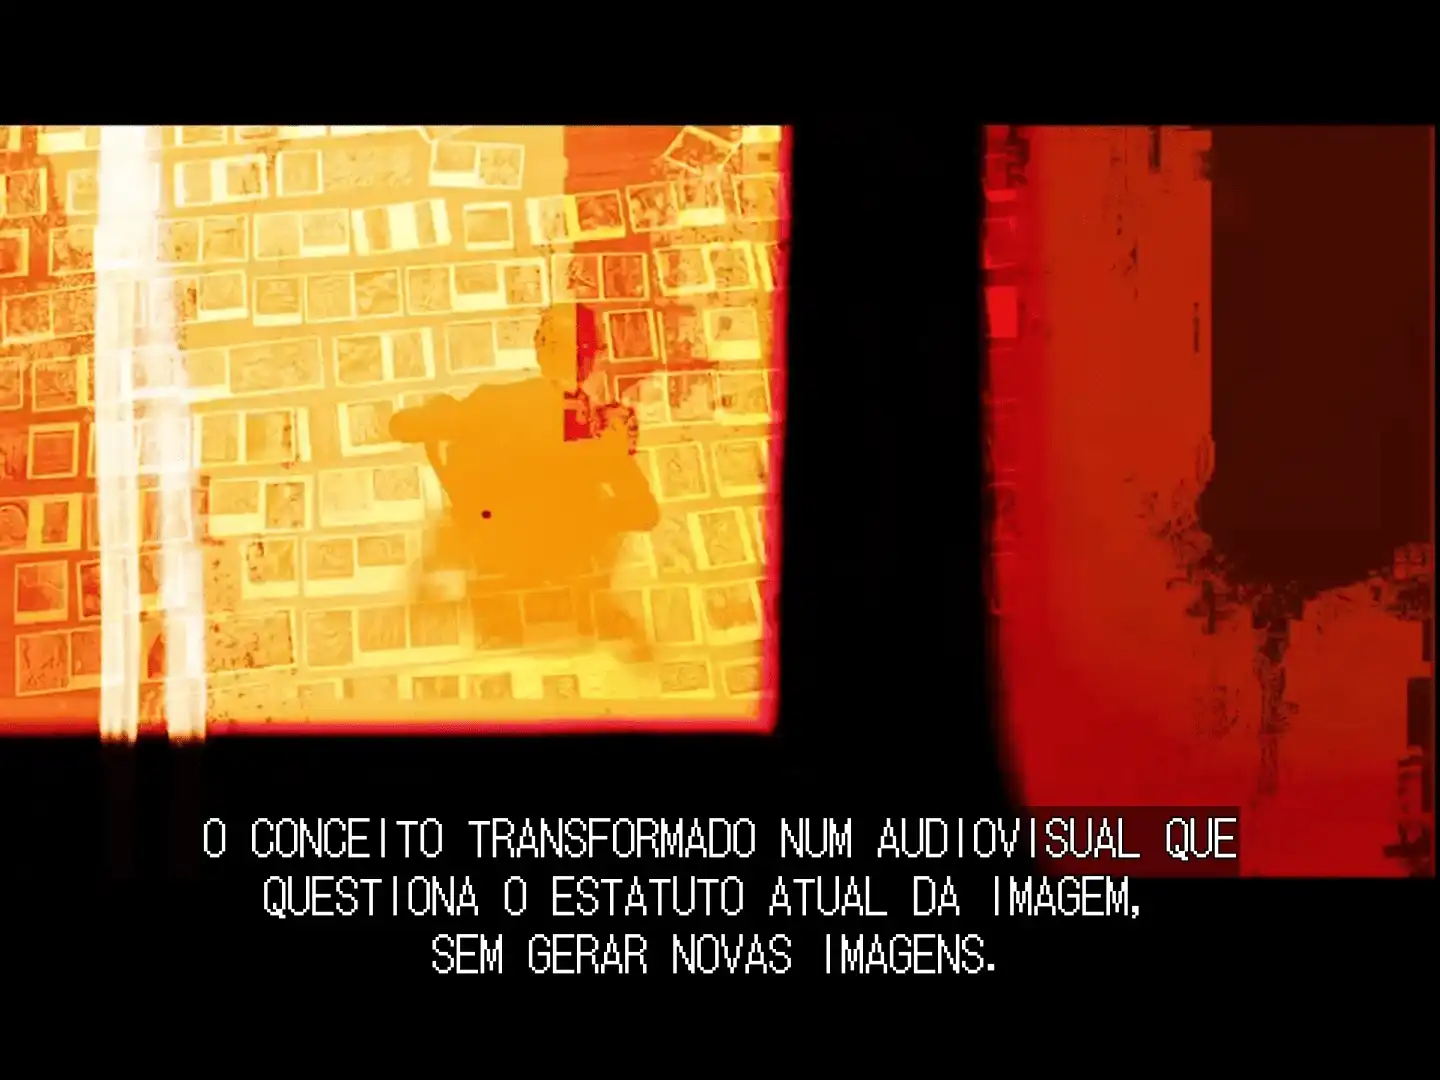 O CONCEITO TRANSFORMADO NUM AUDIOVISUAL QUE
QUESTIONA O ESTATUTO ATUAL DA IMAGEM,
SEM GERAR NOVAS IMAGENS.